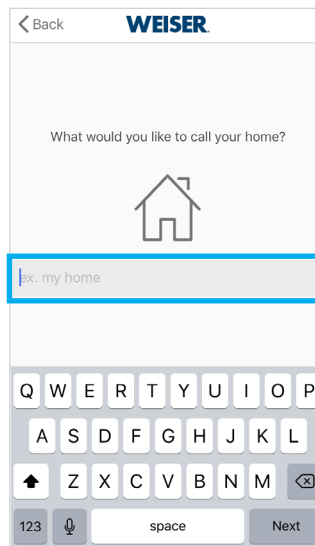 Back WEISER.
What would you like to call your home?
ex. my home
Q W E R T Y U I O P
A S D F G H J K L
Z X C V B N M
123 space Next